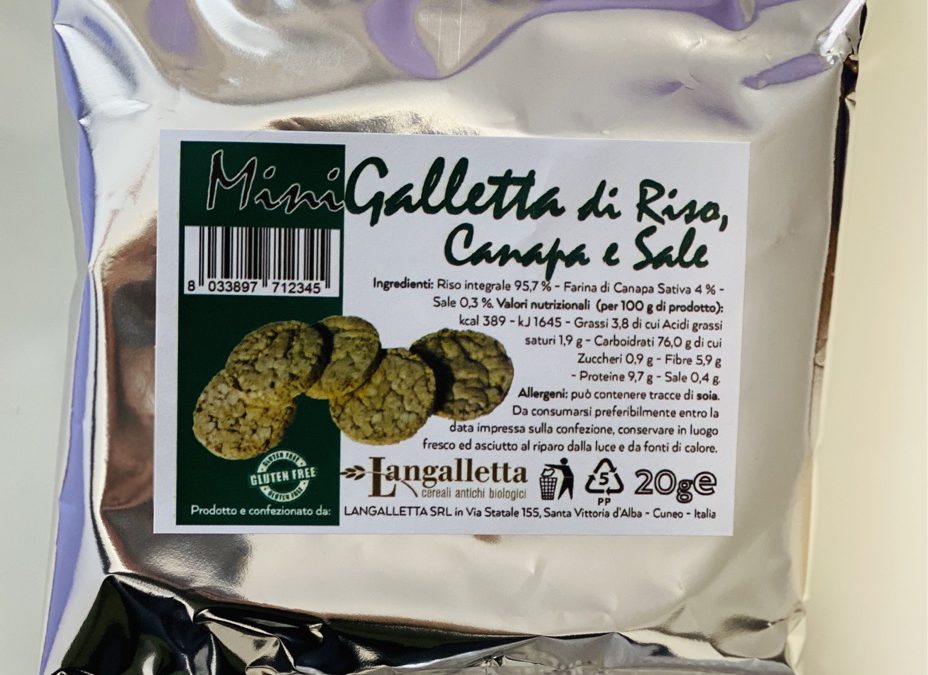 MiniGalletta di Riso,
Canapa e Sale
8 033897 712345
Ingredienti: Riso integrale 95,7 % - Farina di Canapa Sativa 4 % -
Sale 0,3 %. Valori nutrizionali (per 100 g di prodotto):
kcal 389 - kJ 1645 - Grassi 3,8 di cui Acidi grassi
saturi 1,9 g - Carboidrati 76,0 g di cui
Zuccheri 0,9 g - Fibre 5,9 g
- Proteine 9,7 g - Sale 0,4 g.
Allergeni: può contenere tracce di soia.
Da consumarsi preferibilmente entro la
data impressa sulla confezione, conservare in luogo
fresco ed asciutto al riparo dalla luce e da fonti di calore.
GLUTEN FREE
GLUTEN FREE
GLUTEN FREE
Langalletta
cereali antichi biologici
5
PP
20g e
Prodotto e confezionato da: LANGALLETTA SRL in Via Statale 155, Santa Vittoria d'Alba - Cuneo - Italia